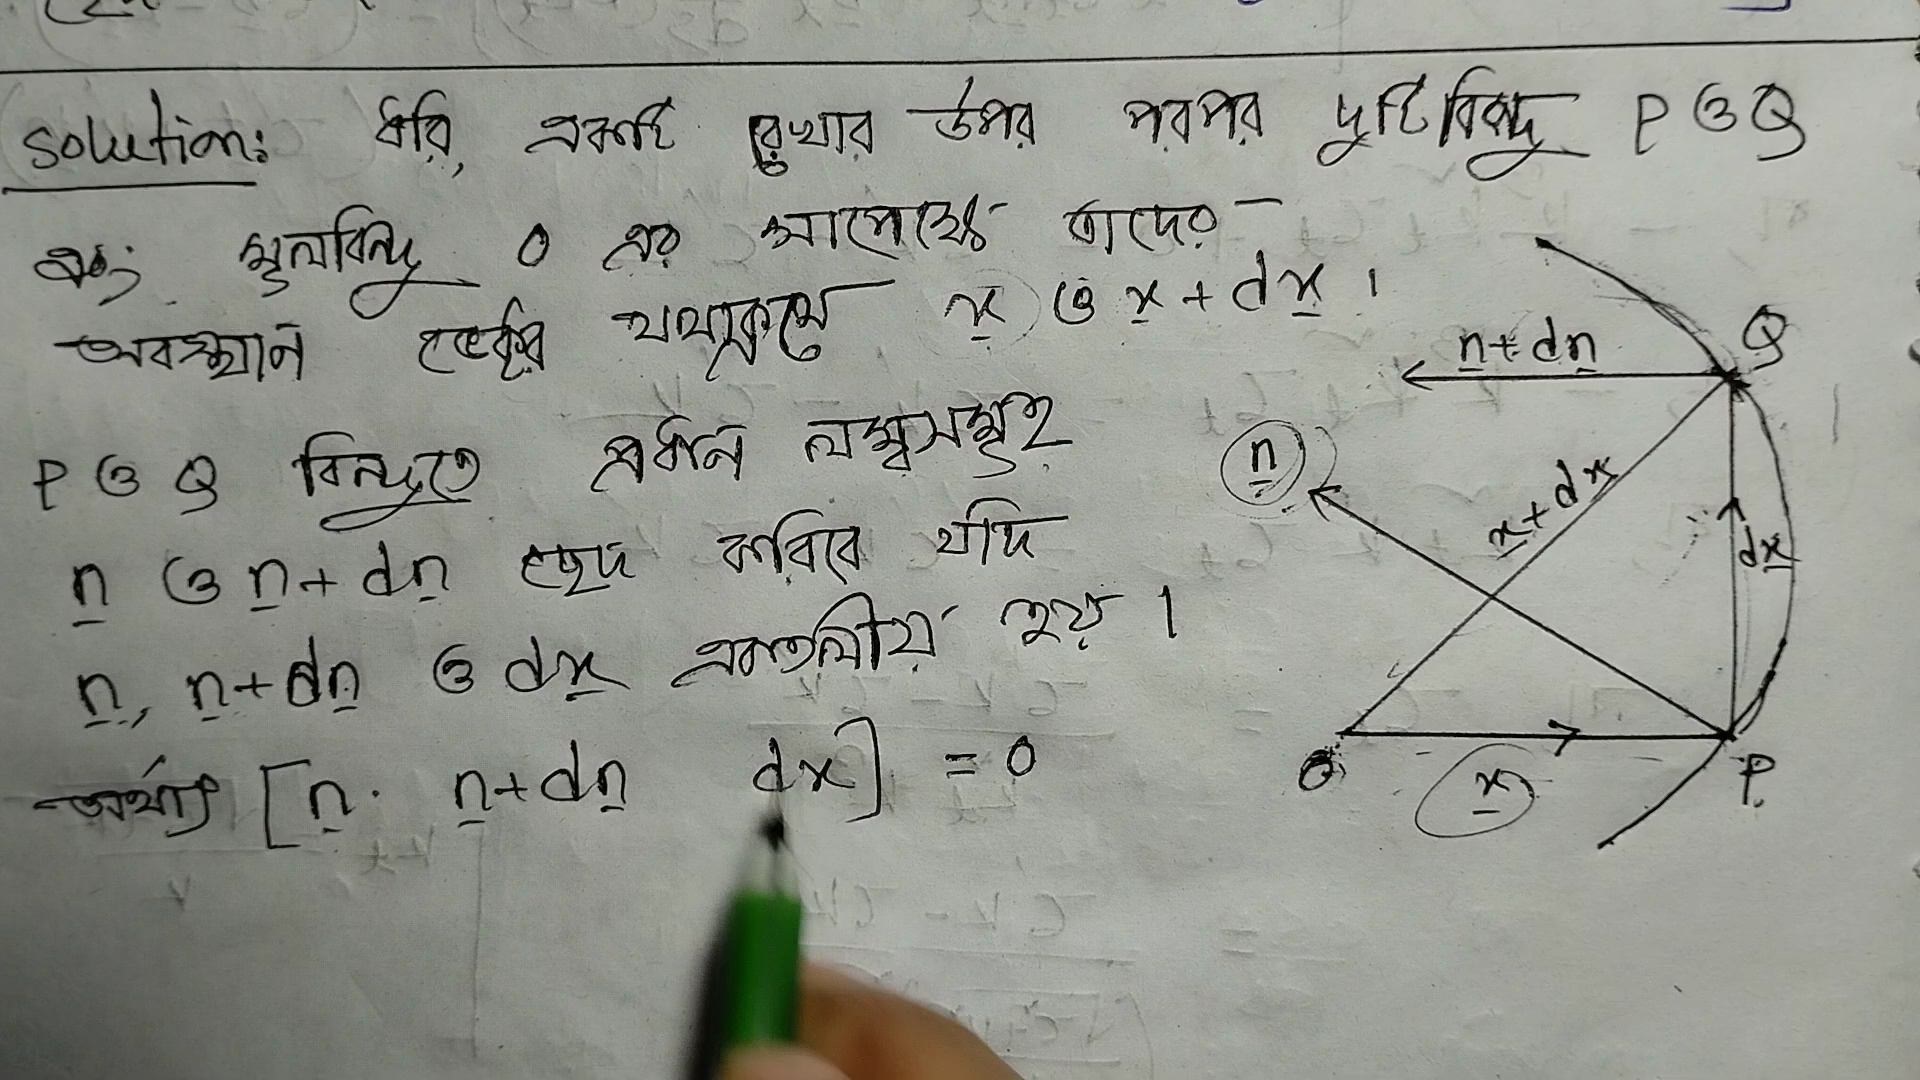 Solution: ধরি, একটি রেখার উপর পরপর দুটি বিন্দু P ও Q
এবং মূলবিন্দু O এর সাপেক্ষে তাদের
অবস্থান ভেক্টর যথাক্রমে x ও x + dx ।
P ও Q বিন্দুতে প্রধান লম্বসমূহ
n ও n + dn ছেদ করিবে যদি
n, n + dn ও dx একতলীয় হয় ।
অর্থাৎ [n . n + dn dx] = 0
Q
n + dn
n
x + dx
dx
O
x
P